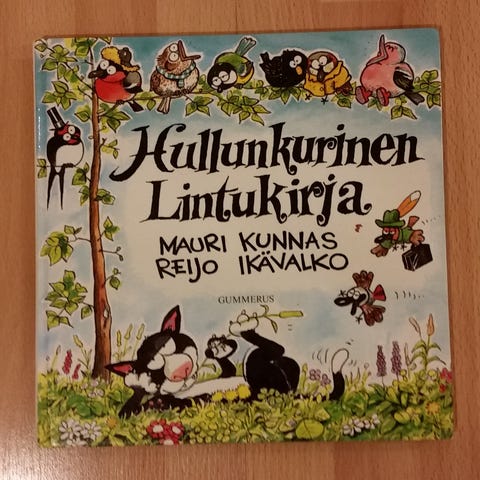 Hullunkurinen
Lintukirja
MAURI KUNNAS
REIJO IKÄVALKO
GUMMERUS